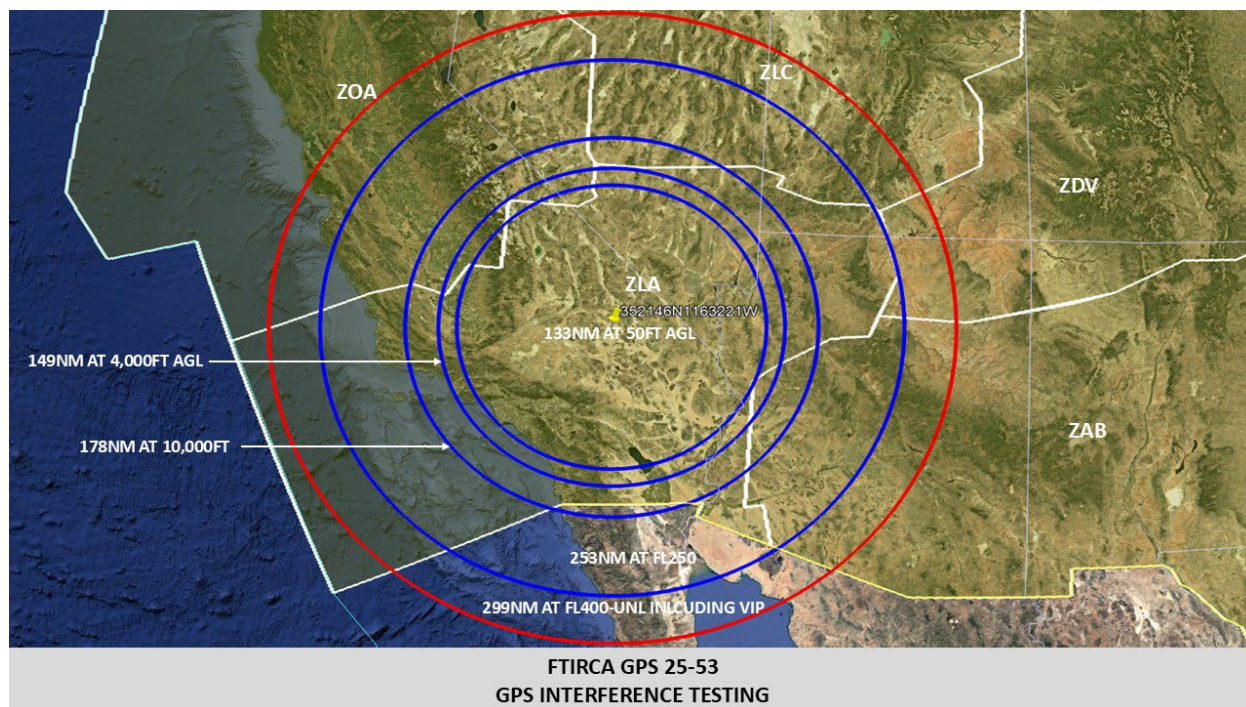 ZOA
ZLC
ZDV
ZLA
352146N1163221W
133NM AT 50FT AGL
149NM AT 4,000FT AGL
178NM AT 10,000FT
ZAB
253NM AT FL250
299NM AT FL400-UNL INLCUDING VIP
FTIRCA GPS 25-53
GPS INTERFERENCE TESTING